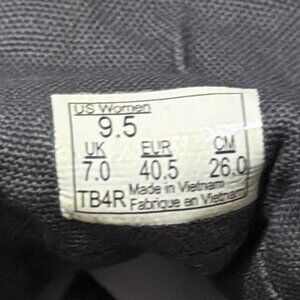 US Women
9.5
UK EUR CM
7.0 40.5 26.0
TB4R Made in Vietnam
Fabriqué en Vietnam